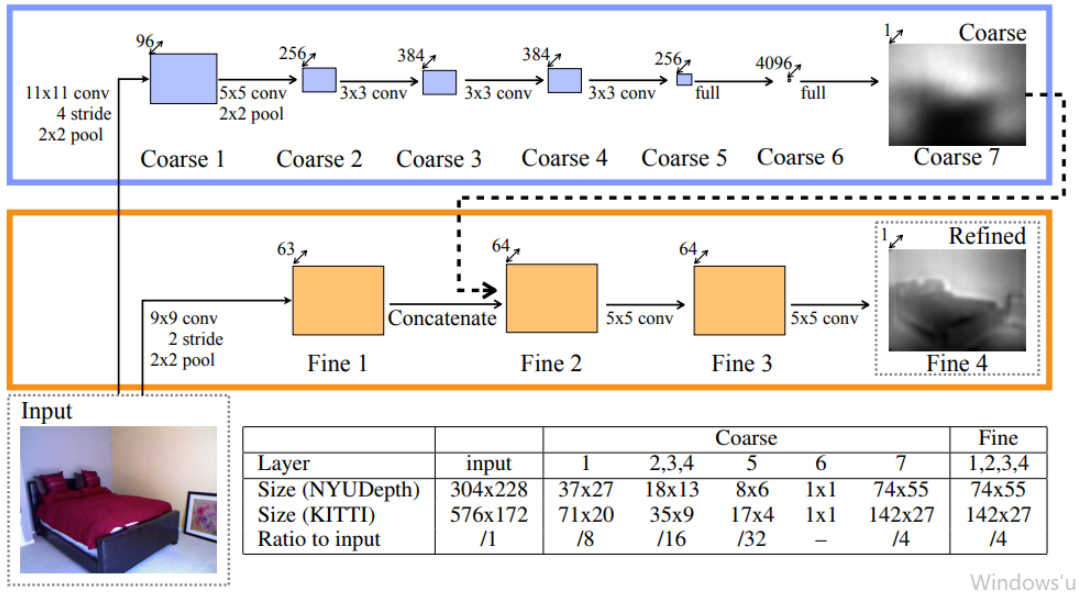 96
256
384
384
256
4096
1
Coarse
11x11 conv
4 stride
2x2 pool
5x5 conv
2x2 pool
3x3 conv
3x3 conv
3x3 conv
full
full
Coarse 1
Coarse 2
Coarse 3
Coarse 4
Coarse 5
Coarse 6
Coarse 7
63
64
64
1
Refined
9x9 conv
2 stride
2x2 pool
Concatenate
5x5 conv
5x5 conv
Fine 1
Fine 2
Fine 3
Fine 4
Input
Coarse Fine
Layer input 1 2,3,4 5 6 7 1,2,3,4
Size (NYUDepth) 304x228 37x27 18x13 8x6 1x1 74x55 74x55
Size (KITTI) 576x172 71x20 35x9 17x4 1x1 142x27 142x27
Ratio to input /1 /8 /16 /32 – /4 /4
Windows'u